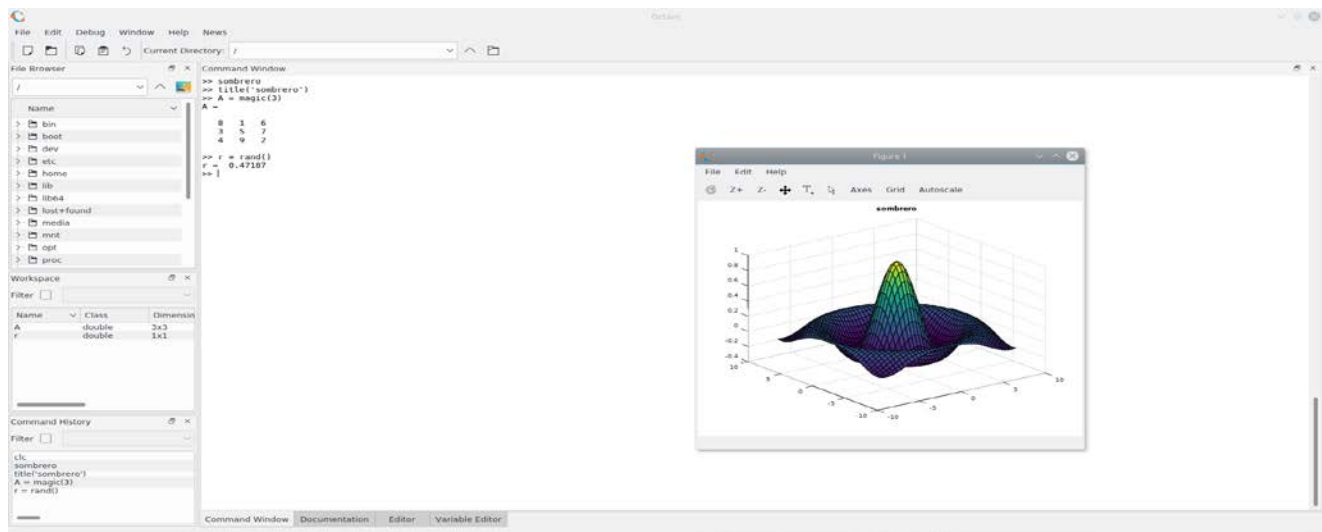 Octave
File Edit Debug Window Help News
Current Directory: /
File Browser
/
Name
bin
boot
dev
etc
home
lib
lib64
lost+found
media
mnt
opt
proc
Workspace
Filter
Name Class Dimension
A double 3x3
r double 1x1
Command History
Filter
clc
sombrero
title('sombrero')
A = magic(3)
r = rand()
Command Window
>> sombrero
>> title('sombrero')
>> A = magic(3)
A =
8 1 6
3 5 7
4 9 2
>> r = rand()
r = 0.47187
>>
Figure 1
File Edit Help
Z+ Z- Axes Grid Autoscale
sombrero
1
0.8
0.6
0.4
0.2
0
-0.2
-0.4
10
5
0
-5
-10
-10
-5
0
5
10
Command Window Documentation Editor Variable Editor